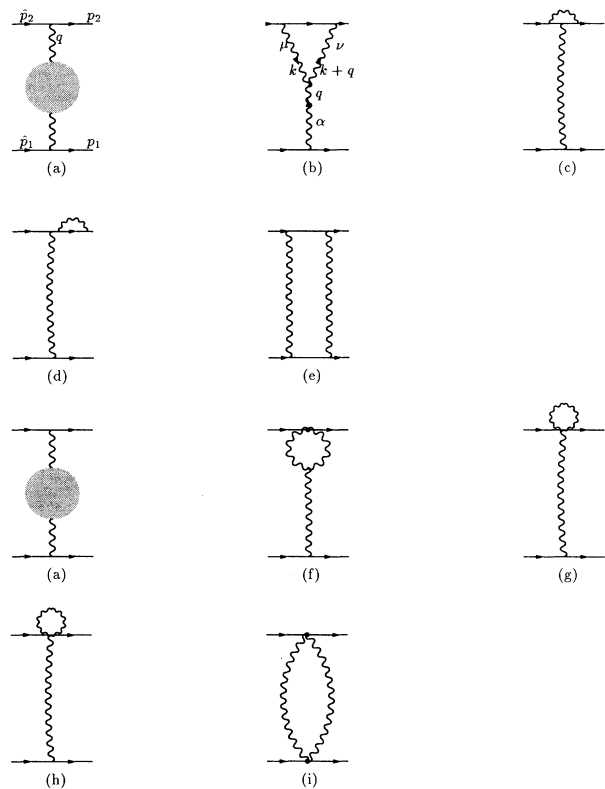 p̂₂ p₂
q
p̂₁ p₁
(a)
μ ν
k k + q
q
α
(b)
(c)
(d)
(e)
(a)
(f)
(g)
(h)
(i)